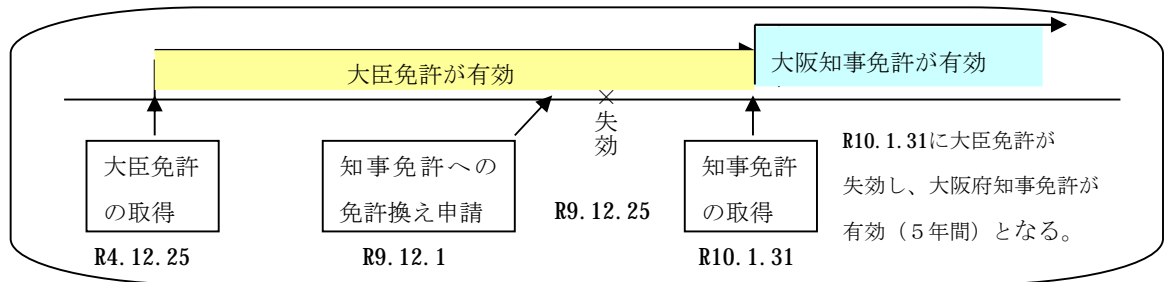 大臣免許が有効
大阪知事免許が有効
×
失効
大臣免許
の取得
知事免許への
免許換え申請
知事免許
の取得
R4.12.25
R9.12.1
R9.12.25
R10.1.31
R10.1.31に大臣免許が
失効し、大阪府知事免許が
有効（５年間）となる。